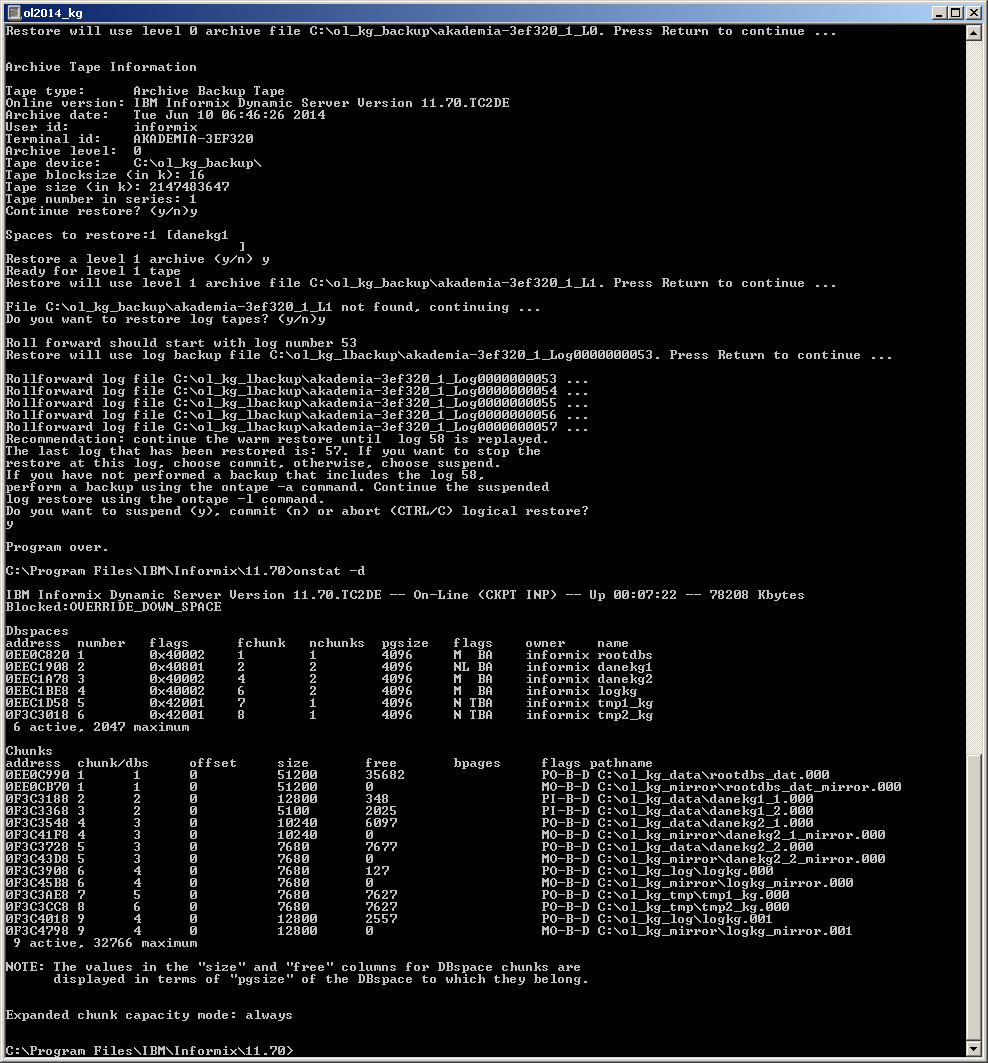 ol2014_kg
Restore will use level 0 archive file C:\ol_kg_backup\akademia-3ef320_1_L0. Press Return to continue ...
Archive Tape Information
Tape type:      Archive Backup Tape
Online version: IBM Informix Dynamic Server Version 11.70.TC2DE
Archive date:   Tue Jun 10 06:46:26 2014
User id:        informix
Terminal id:    AKADEMIA-3EF320
Archive level:  0
Tape device:    C:\ol_kg_backup\
Tape blocksize (in k): 16
Tape size (in k): 2147483647
Tape number in series: 1
Continue restore? (y/n)y
Spaces to restore:1 [danekg1
]
Restore a level 1 archive (y/n) y
Ready for level 1 tape
Restore will use level 1 archive file C:\ol_kg_backup\akademia-3ef320_1_L1. Press Return to continue ...
File C:\ol_kg_backup\akademia-3ef320_1_L1 not found, continuing ...
Do you want to restore log tapes? (y/n)y
Roll forward should start with log number 53
Restore will use log backup file C:\ol_kg_lbackup\akademia-3ef320_1_Log0000000053. Press Return to continue ...
Rollforward log file C:\ol_kg_lbackup\akademia-3ef320_1_Log0000000053 ...
Rollforward log file C:\ol_kg_lbackup\akademia-3ef320_1_Log0000000054 ...
Rollforward log file C:\ol_kg_lbackup\akademia-3ef320_1_Log0000000055 ...
Rollforward log file C:\ol_kg_lbackup\akademia-3ef320_1_Log0000000056 ...
Rollforward log file C:\ol_kg_lbackup\akademia-3ef320_1_Log0000000057 ...
Recommendation: continue the warm restore until  log 58 is replayed.
The last log that has been restored is: 57. If you want to stop the
restore at this log, choose commit, otherwise, choose suspend.
If you have not performed a backup that includes the log 58,
perform a backup using the ontape -a command. Continue the suspended
log restore using the ontape -l command.
Do you want to suspend (y), commit (n) or abort (CTRL/C) logical restore?
y
Program over.
C:\Program Files\IBM\Informix\11.70>onstat -d
IBM Informix Dynamic Server Version 11.70.TC2DE -- On-Line (CKPT INP) -- Up 00:07:22 -- 78208 Kbytes
Blocked:OVERRIDE_DOWN_SPACE
Dbspaces
address  number   flags      fchunk   nchunks  pgsize   flags    owner    name
0EE0C820 1        0x40002    1        1        4096     M  BA    informix rootdbs
0EEC1908 2        0x40801    2        2        4096     NL BA    informix danekg1
0EEC1A78 3        0x40002    4        2        4096     M  BA    informix danekg2
0EEC1BE8 4        0x40002    6        2        4096     M  BA    informix logkg
0EEC1D58 5        0x42001    7        1        4096     N TBA    informix tmp1_kg
0F3C3018 6        0x42001    8        1        4096     N TBA    informix tmp2_kg
6 active, 2047 maximum
Chunks
address  chunk/dbs     offset     size       free       bpages     flags pathname
0EE0C990 1      1      0          51200      35682                 PO-B-D C:\ol_kg_data\rootdbs_dat.000
0EE0CB70 1      1      0          51200      0                     MO-B-D C:\ol_kg_mirror\rootdbs_dat_mirror.000
0F3C3188 2      2      0          12800      348                   PI-B-D C:\ol_kg_data\danekg1_1.000
0F3C3368 3      2      0          5100       2025                  PI-B-D C:\ol_kg_data\danekg1_2.000
0F3C3548 4      3      0          10240      6097                  PO-B-D C:\ol_kg_data\danekg2_1.000
0F3C41F8 4      3      0          10240      0                     MO-B-D C:\ol_kg_mirror\danekg2_1_mirror.000
0F3C3728 5      3      0          7680       7677                  PO-B-D C:\ol_kg_data\danekg2_2.000
0F3C43D8 5      3      0          7680       0                     MO-B-D C:\ol_kg_mirror\danekg2_2_mirror.000
0F3C3908 6      4      0          7680       127                   PO-B-D C:\ol_kg_log\logkg.000
0F3C45B8 6      4      0          7680       0                     MO-B-D C:\ol_kg_mirror\logkg_mirror.000
0F3C3AE8 7      5      0          7680       7627                  PO-B-D C:\ol_kg_tmp\tmp1_kg.000
0F3C3CC8 8      6      0          7680       7627                  PO-B-D C:\ol_kg_tmp\tmp2_kg.000
0F3C4018 9      4      0          12800      2557                  PO-B-D C:\ol_kg_log\logkg.001
0F3C4798 9      4      0          12800      0                     MO-B-D C:\ol_kg_mirror\logkg_mirror.001
9 active, 32766 maximum
NOTE: The values in the "size" and "free" columns for DBspace chunks are
displayed in terms of "pgsize" of the DBspace to which they belong.
Expanded chunk capacity mode: always
C:\Program Files\IBM\Informix\11.70>